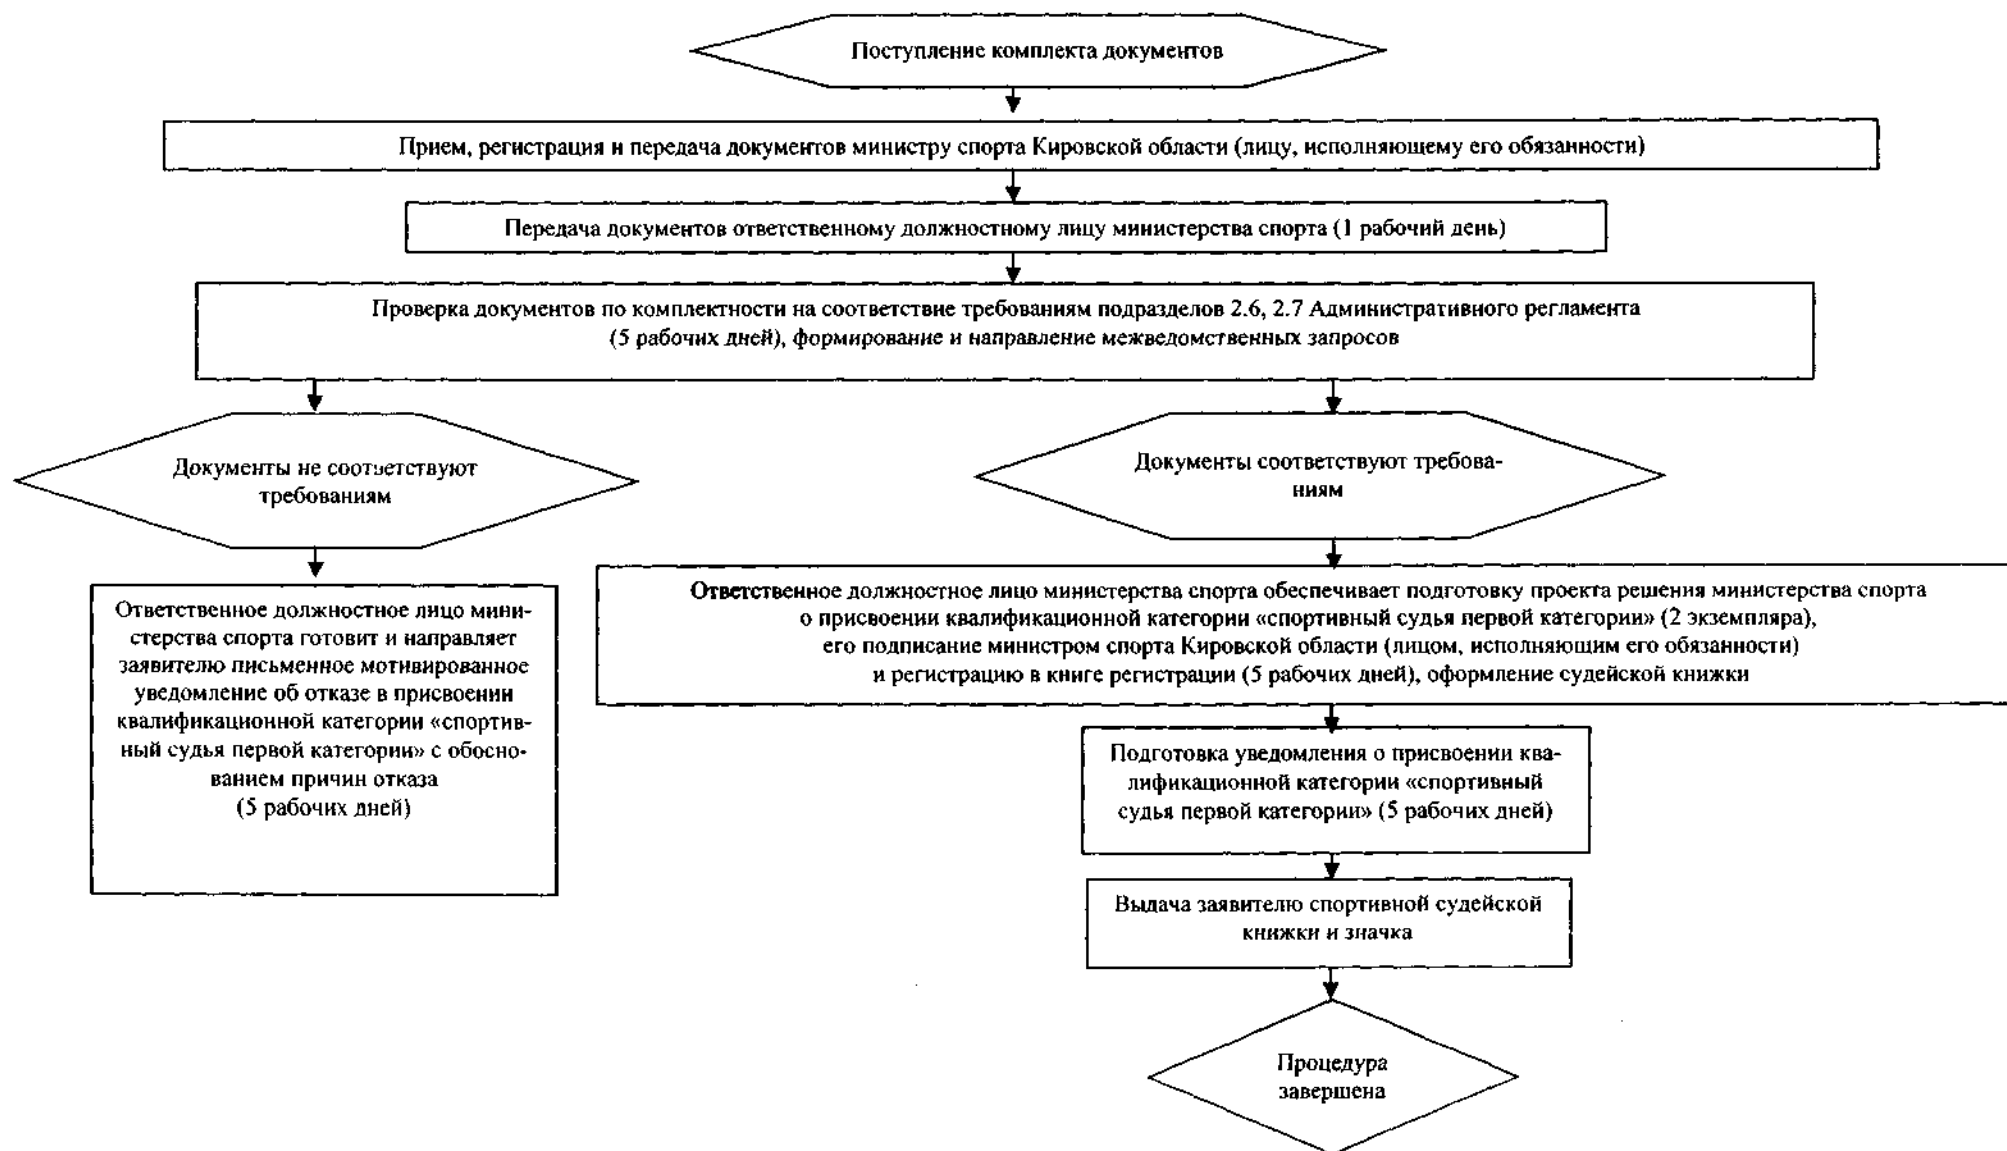 Поступление комплекта документов
Прием, регистрация и передача документов министру спорта Кировской области (лицу, исполняющему его обязанности)
Передача документов ответственному должностному лицу министерства спорта (1 рабочий день)
Проверка документов по комплектности на соответствие требованиям подразделов 2.6, 2.7 Административного регламента
(5 рабочих дней), формирование и направление межведомственных запросов
Документы не соответствуют
требованиям
Документы соответствуют требова-
ниям
Ответственное должностное лицо мини-
стерства спорта готовит и направляет
заявителю письменное мотивированное
уведомление об отказе в присвоении
квалификационной категории «спортив-
ный судья первой категории» с обосно-
ванием причин отказа
(5 рабочих дней)
Ответственное должностное лицо министерства спорта обеспечивает подготовку проекта решения министерства спорта
о присвоении квалификационной категории «спортивный судья первой категории» (2 экземпляра),
его подписание министром спорта Кировской области (лицом, исполняющим его обязанности)
и регистрацию в книге регистрации (5 рабочих дней), оформление судейской книжки
Подготовка уведомления о присвоении ква-
лификационной категории «спортивный
судья первой категории» (5 рабочих дней)
Выдача заявителю спортивной судейской
книжки и значка
Процедура
завершена